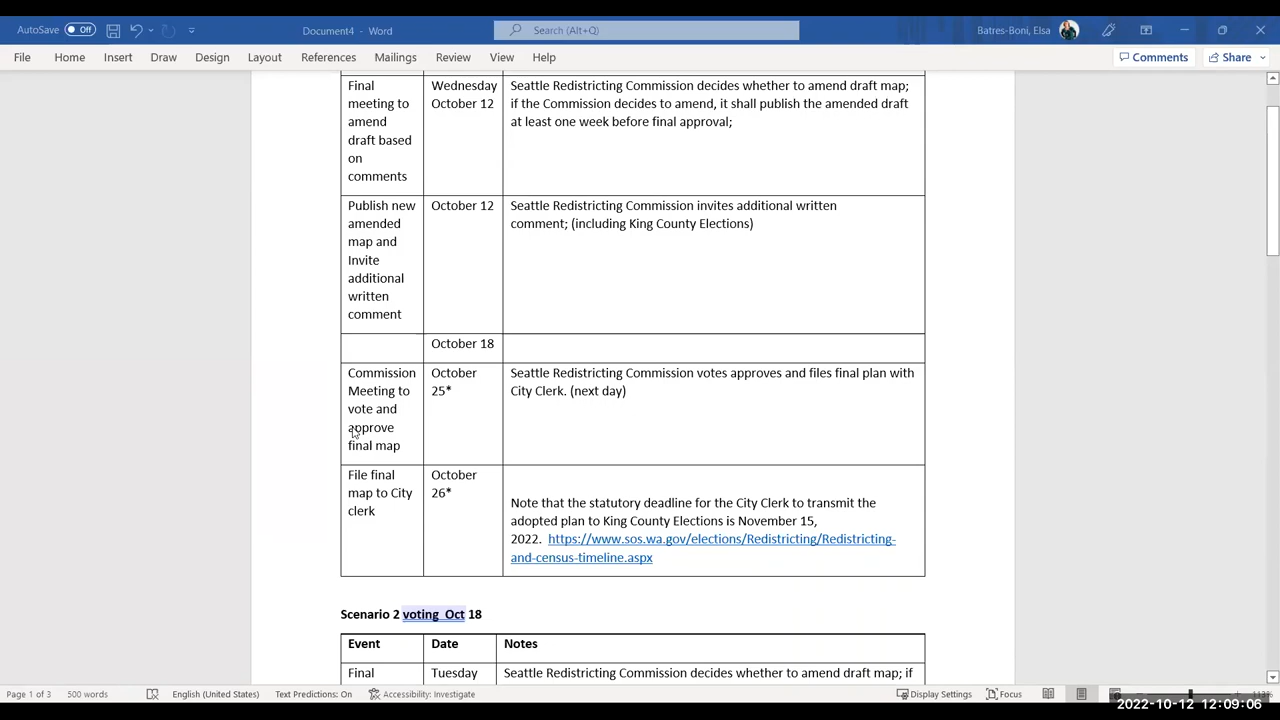 AutoSave Off
Document4 - Word
Search (Alt+Q)
Batres-Boni, Elsa
File Home Insert Draw Design Layout References Mailings Review View Help
Comments Share
Final meeting to amend draft based on comments
Wednesday October 12
Seattle Redistricting Commission decides whether to amend draft map;
if the Commission decides to amend, it shall publish the amended draft
at least one week before final approval;
Publish new
amended
map and
Invite
additional
written
comment
October 12
Seattle Redistricting Commission invites additional written
comment; (including King County Elections)
October 18
Commission
Meeting to
vote and
approve
final map
October
25*
Seattle Redistricting Commission votes approves and files final plan with
City Clerk. (next day)
File final
map to City
clerk
October
26*
Note that the statutory deadline for the City Clerk to transmit the
adopted plan to King County Elections is November 15,
2022. https://www.sos.wa.gov/elections/Redistricting/Redistricting-
and-census-timeline.aspx
Scenario 2 voting Oct 18
Event Date Notes
Final Tuesday Seattle Redistricting Commission decides whether to amend draft map; if
Page 1 of 3 500 words English (United States) Text Predictions: On Accessibility: Investigate Display Settings Focus
2022-10-12 12:09:06